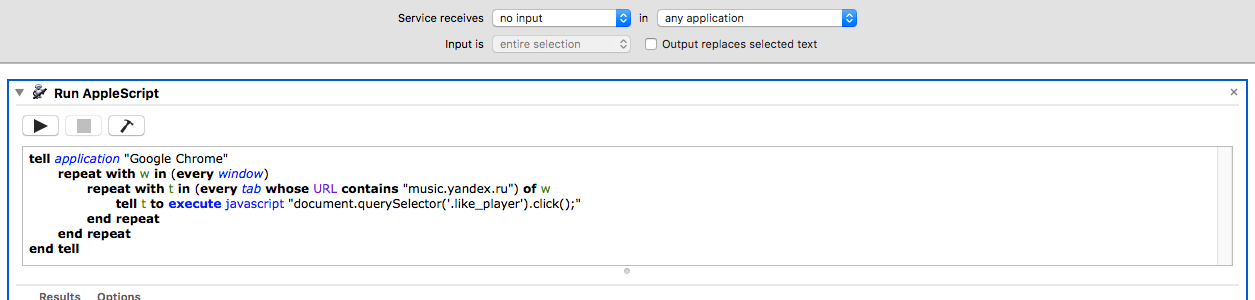 Service receives no input in any application
Input is entire selection Output replaces selected text
Run AppleScript
tell application "Google Chrome"
repeat with w in (every window)
repeat with t in (every tab whose URL contains "music.yandex.ru") of w
tell t to execute javascript "document.querySelector('.like_player').click();"
end repeat
end repeat
end tell
Results Options